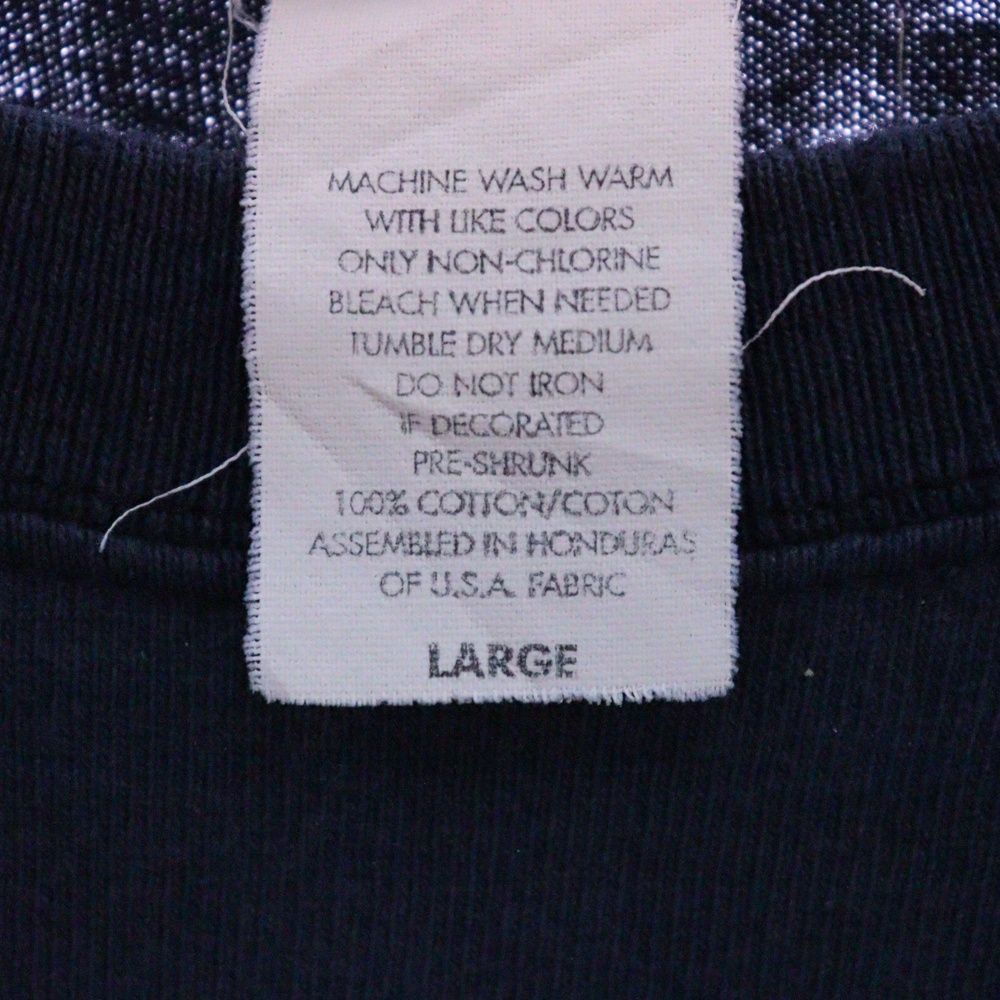 MACHINE WASH WARM
WITH LIKE COLORS
ONLY NON-CHLORINE
BLEACH WHEN NEEDED
TUMBLE DRY MEDIUM
DO NOT IRON
IF DECORATED
PRE-SHRUNK
100% COTTON/COTON
ASSEMBLED IN HONDURAS
OF U.S.A. FABRIC
LARGE